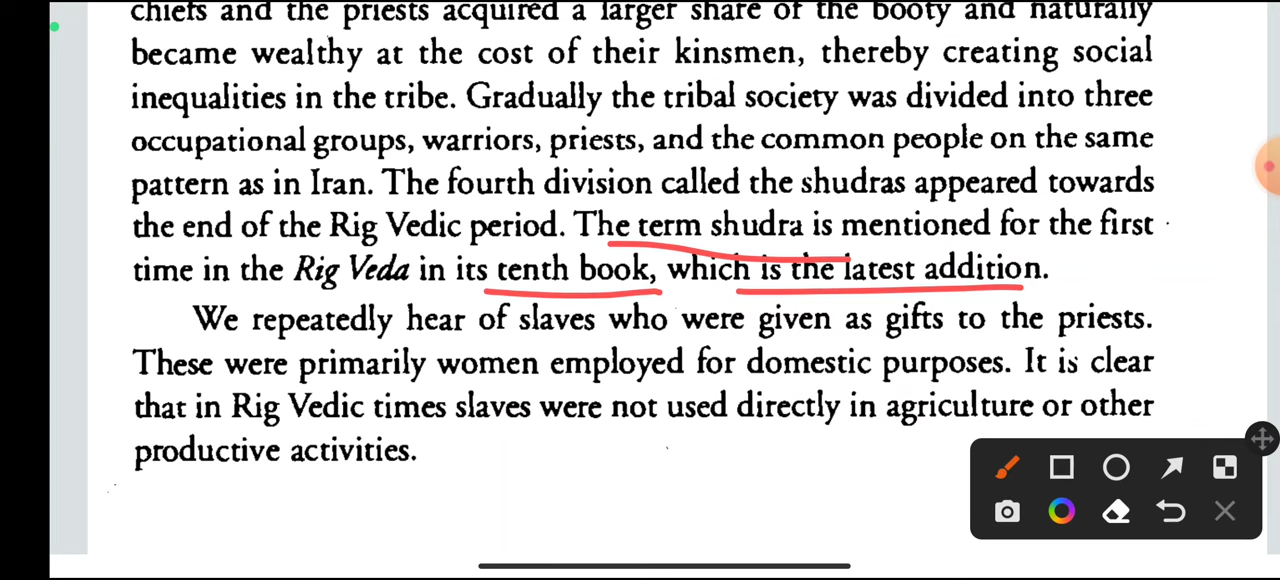 chiefs and the priests acquired a larger share of the booty and naturally
became wealthy at the cost of their kinsmen, thereby creating social
inequalities in the tribe. Gradually the tribal society was divided into three
occupational groups, warriors, priests, and the common people on the same
pattern as in Iran. The fourth division called the shudras appeared towards
the end of the Rig Vedic period. The term shudra is mentioned for the first
time in the Rig Veda in its tenth book, which is the latest addition.
We repeatedly hear of slaves who were given as gifts to the priests.
These were primarily women employed for domestic purposes. It is clear
that in Rig Vedic times slaves were not used directly in agriculture or other
productive activities.